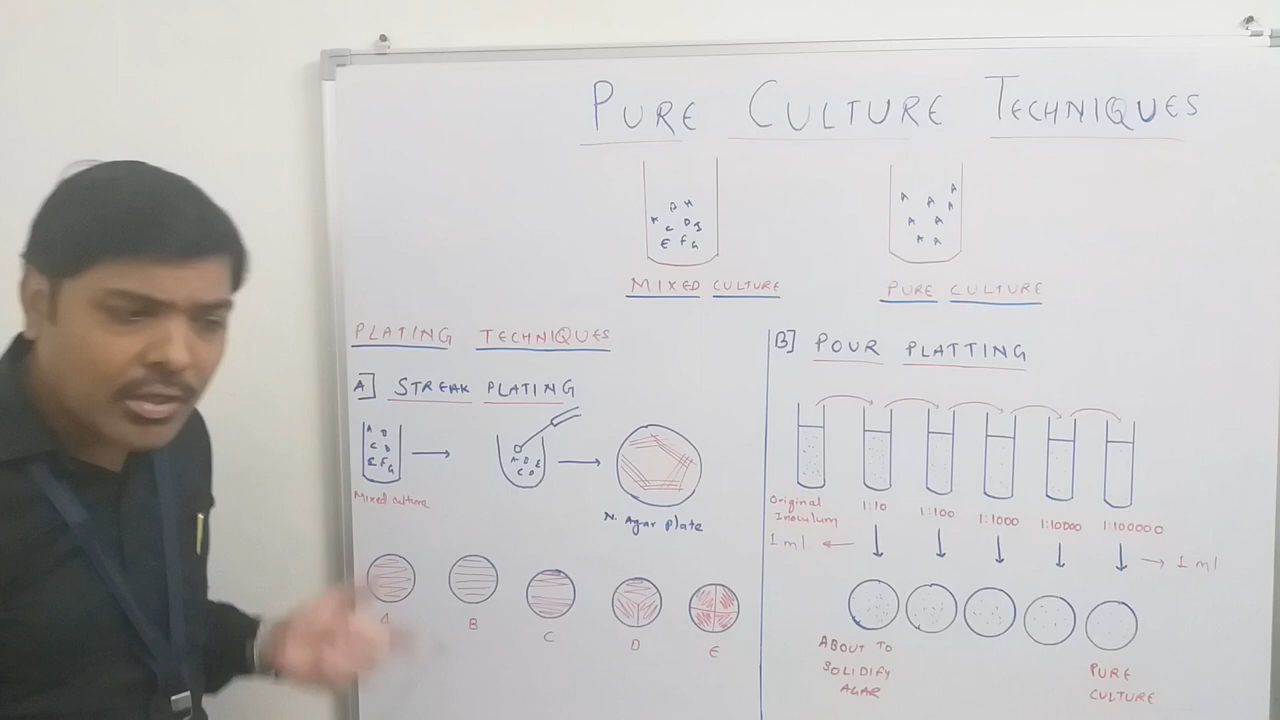 PURE CULTURE TECHNIQUES
B H
K C D I
E F G
A A A A A A A A
MIXED CULTURE
PURE CULTURE
PLATING TECHNIQUES
A] STREAK PLATING
A B
C D
E F G
Mixed culture
A D E
C D
N. Agar plate
A B C D E
B] POUR PLATTING
Original
Inoculum
1:10 1:100 1:1000 1:10000 1:100000
1 ml
1 ml
ABOUT TO
SOLIDIFY
AGAR
PURE
CULTURE